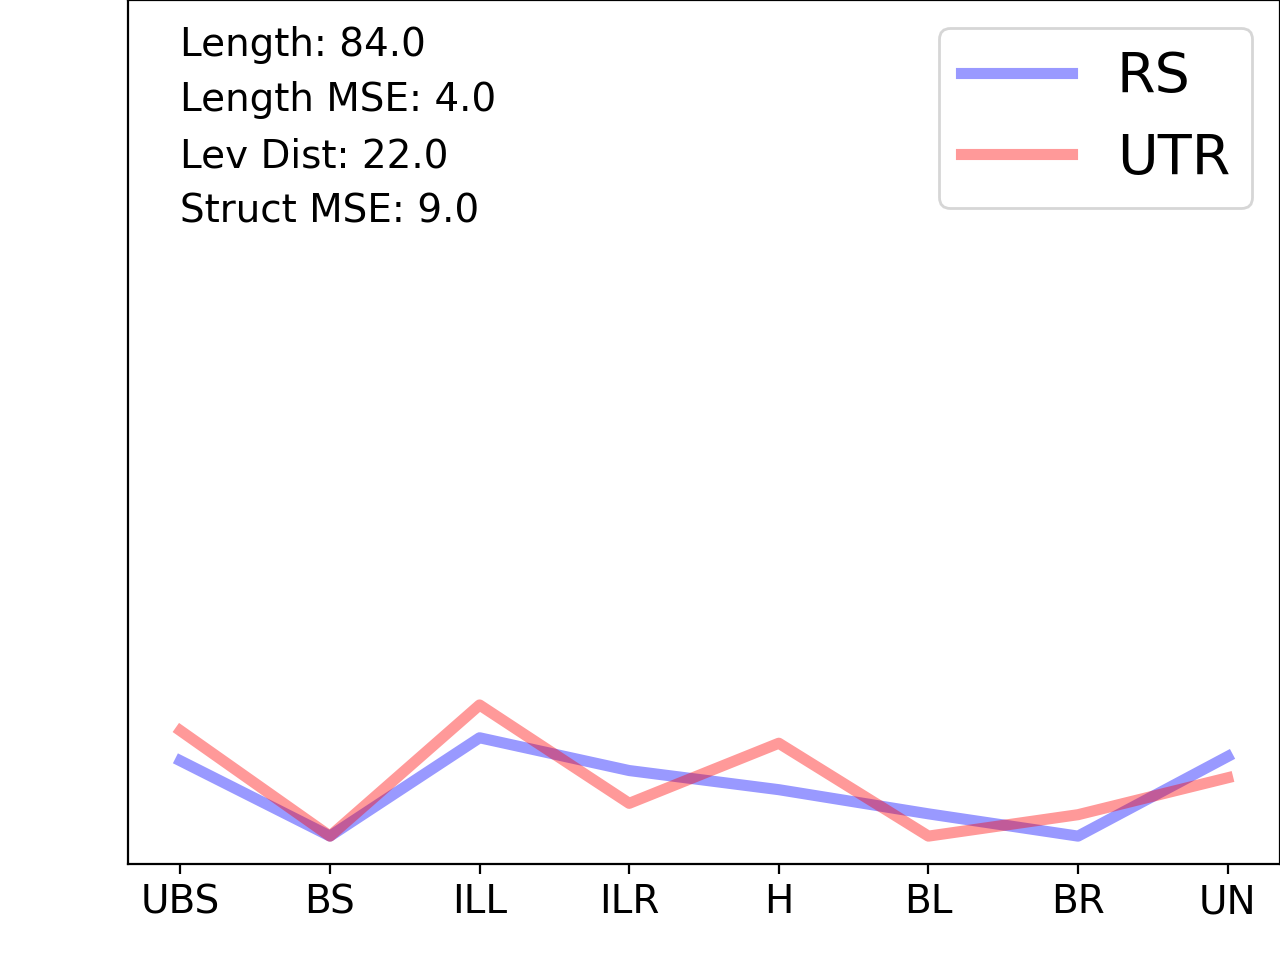 Length: 84.0
Length MSE: 4.0
Lev Dist: 22.0
Struct MSE: 9.0
RS
UTR
UBS BS ILL ILR H BL BR UN